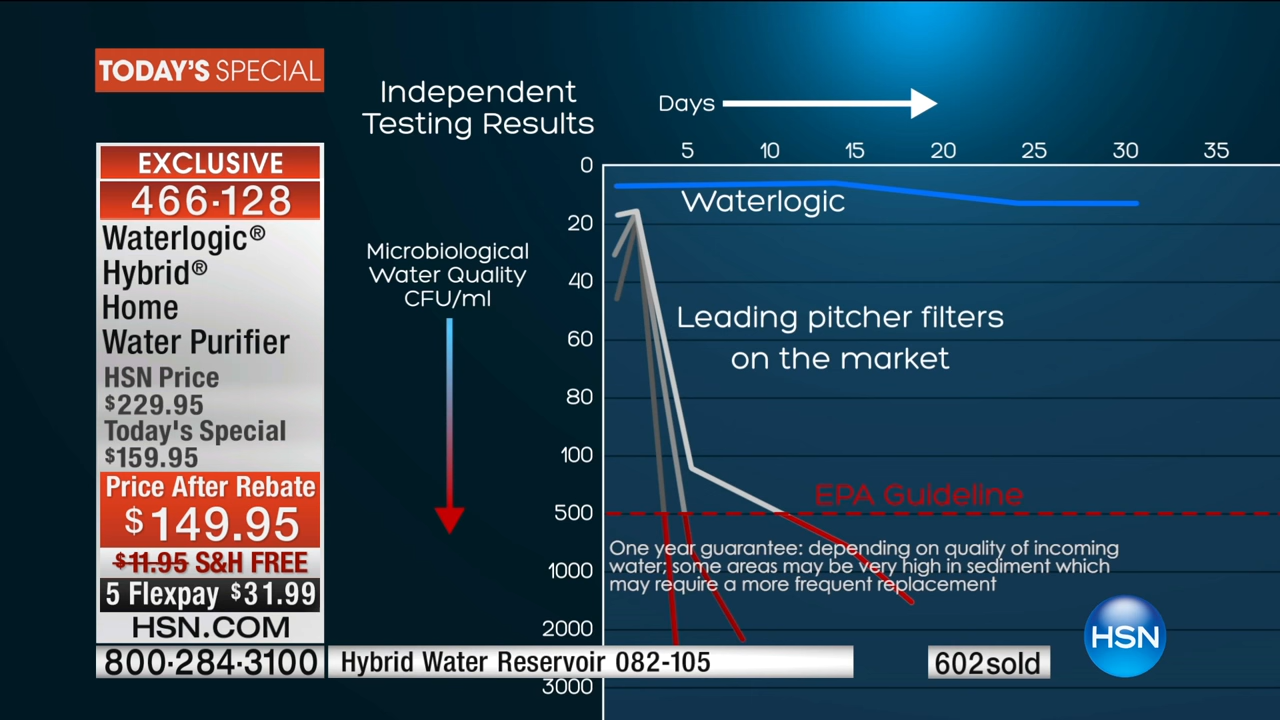 TODAY'S SPECIAL
EXCLUSIVE
466·128
Waterlogic®
Hybrid®
Home
Water Purifier
HSN Price
$229.95
Today's Special
$159.95
Price After Rebate
$149.95
$11.95 S&H FREE
5 Flexpay $31.99
HSN.COM
800·284·3100
Independent
Testing Results
Days
5 10 15 20 25 30 35
0
20
40
60
80
100
500
1000
2000
3000
Microbiological
Water Quality
CFU/ml
Waterlogic
Leading pitcher filters
on the market
EPA Guideline
One year guarantee: depending on quality of incoming
water; some areas may be very high in sediment which
may require a more frequent replacement
HSN
Hybrid Water Reservoir 082-105
602sold